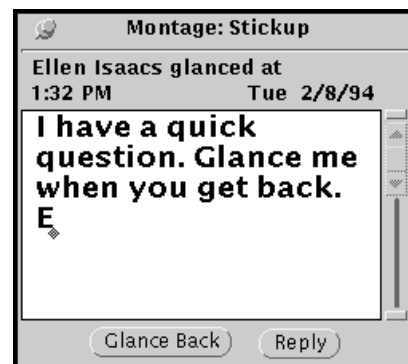 Montage: Stickup
Ellen Isaacs glanced at
1:32 PM Tue 2/8/94
I have a quick
question. Glance me
when you get back.
E
Glance Back Reply